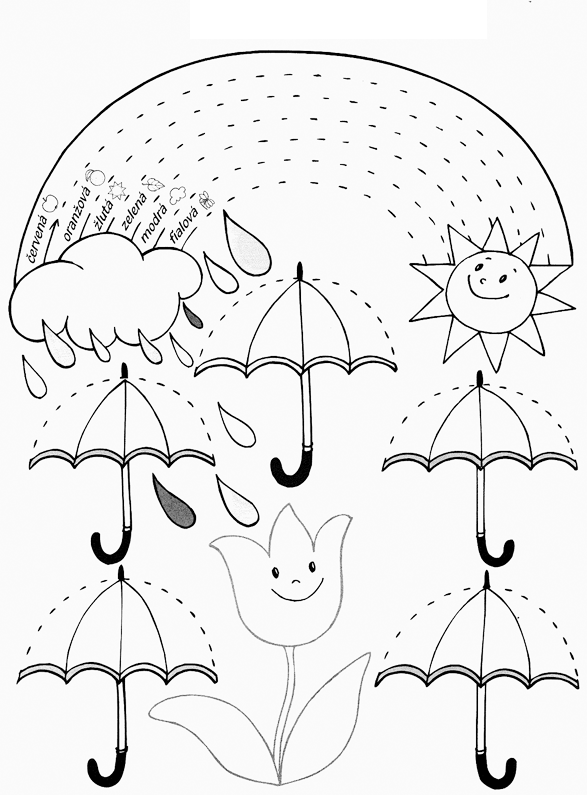 červená
oranžová
žlutá
zelená
modrá
fialová